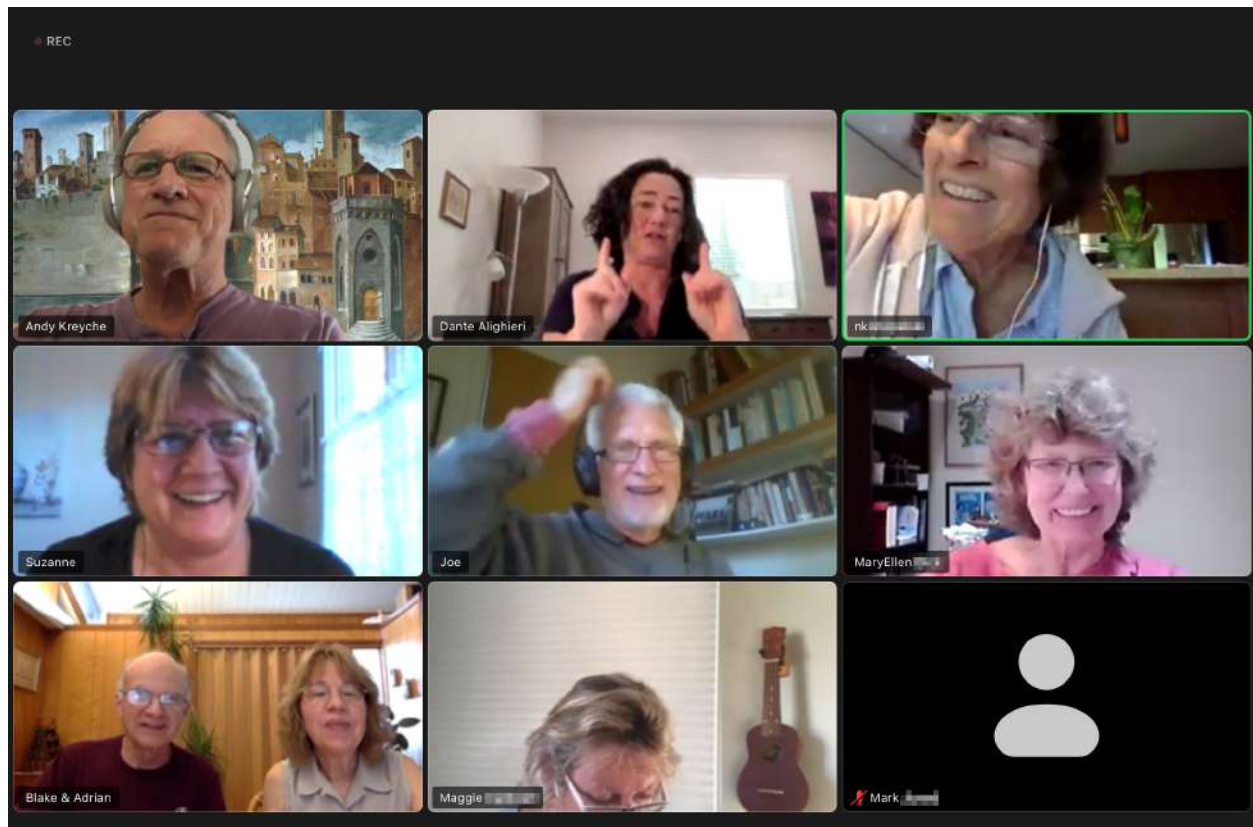 REC
Andy Kreyche
Dante Alighieri
nk
Suzanne
Joe
MaryEllen
Blake & Adrian
Maggie
Mark